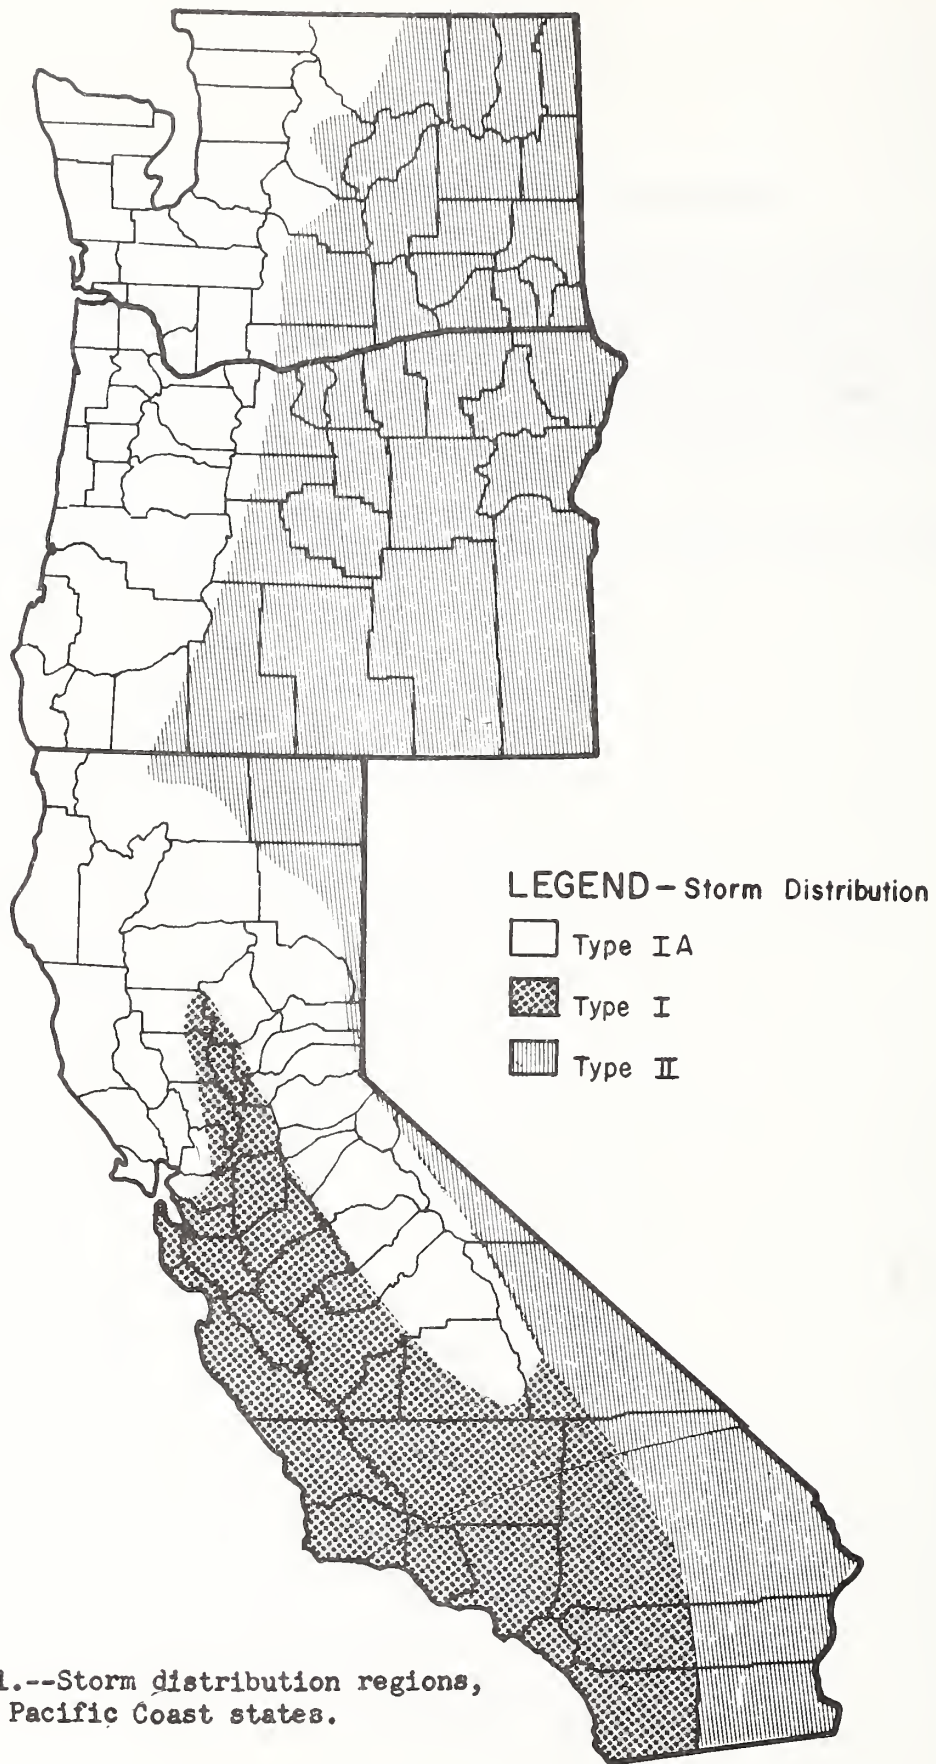 LEGEND - Storm Distribution
Type IA
Type I
Type II
1.--Storm distribution regions,
Pacific Coast states.